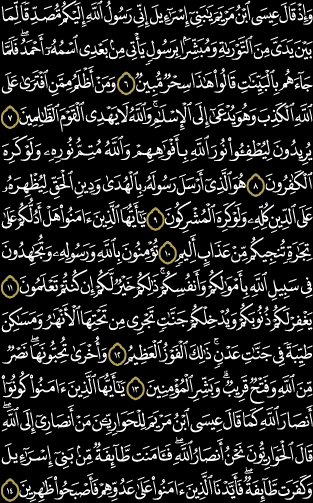 وَإِذْ قَالَ عِيسَى ٱبْنُ مَرْيَمَ يَٰبَنِىٓ إِسْرَٰٓءِيلَ إِنِّى رَسُولُ ٱللَّهِ إِلَيْكُم مُّصَدِّقًا لِّمَا
بَيْنَ يَدَىَّ مِنَ ٱلتَّوْرَىٰةِ وَمُبَشِّرًۢا بِرَسُولٍ يَأْتِى مِنۢ بَعْدِى ٱسْمُهُۥٓ أَحْمَدُ ۖ فَلَمَّا
جَآءَهُم بِٱلْبَيِّنَٰتِ قَالُوا۟ هَٰذَا سِحْرٌ مُّبِينٌ ٦ وَمَنْ أَظْلَمُ مِمَّنِ ٱفْتَرَىٰ عَلَى
ٱللَّهِ ٱلْكَذِبَ وَهُوَ يُدْعَىٰٓ إِلَى ٱلْإِسْلَٰمِ ۚ وَٱللَّهُ لَا يَهْدِى ٱلْقَوْمَ ٱلظَّٰلِمِينَ ٧
يُرِيدُونَ لِيُطْفِـُٔوا۟ نُورَ ٱللَّهِ بِأَفْوَٰهِهِمْ وَٱللَّهُ مُتِمُّ نُورِهِۦ وَلَوْ كَرِهَ
ٱلْكَٰفِرُونَ ٨ هُوَ ٱلَّذِىٓ أَرْسَلَ رَسُولَهُۥ بِٱلْهُدَىٰ وَدِينِ ٱلْحَقِّ لِيُظْهِرَهُۥ
عَلَى ٱلدِّينِ كُلِّهِۦ وَلَوْ كَرِهَ ٱلْمُشْرِكُونَ ٩ يَٰٓأَيُّهَا ٱلَّذِينَ ءَامَنُوا۟ هَلْ أَدُلُّكُمْ عَلَىٰ
تِجَٰرَةٍ تُنجِيكُم مِّنْ عَذَابٍ أَلِيمٍ ١٠ تُؤْمِنُونَ بِٱللَّهِ وَرَسُولِهِۦ وَتُجَٰهِدُونَ
فِى سَبِيلِ ٱللَّهِ بِأَمْوَٰلِكُمْ وَأَنفُسِكُمْ ۚ ذَٰلِكُمْ خَيْرٌ لَّكُمْ إِن كُنتُمْ تَعْلَمُونَ ١١
يَغْفِرْ لَكُمْ ذُنُوبَكُمْ وَيُدْخِلْكُمْ جَنَّٰتٍ تَجْرِى مِن تَحْتِهَا ٱلْأَنْهَٰرُ وَمَسَٰكِنَ
طَيِّبَةً فِى جَنَّٰتِ عَدْنٍ ۚ ذَٰلِكَ ٱلْفَوْزُ ٱلْعَظِيمُ ١٢ وَأُخْرَىٰ تُحِبُّونَهَا ۖ نَصْرٌ
مِّنَ ٱللَّهِ وَفَتْحٌ قَرِيبٌ ۗ وَبَشِّرِ ٱلْمُؤْمِنِينَ ١٣ يَٰٓأَيُّهَا ٱلَّذِينَ ءَامَنُوا۟ كُونُوٓا۟
أَنصَارَ ٱللَّهِ كَمَا قَالَ عِيسَى ٱبْنُ مَرْيَمَ لِلْحَوَارِيِّـۧنَ مَنْ أَنصَارِىٓ إِلَى ٱللَّهِ ۖ
قَالَ ٱلْحَوَارِيُّونَ نَحْنُ أَنصَارُ ٱللَّهِ ۖ فَـَٔامَنَت طَّآئِفَةٌ مِّنۢ بَنِىٓ إِسْرَٰٓءِيلَ
وَكَفَرَت طَّآئِفَةٌ ۖ فَأَيَّدْنَا ٱلَّذِينَ ءَامَنُوا۟ عَلَىٰ عَدُوِّهِمْ فَأَصْبَحُوا۟ ظَٰهِرِينَ ١٤